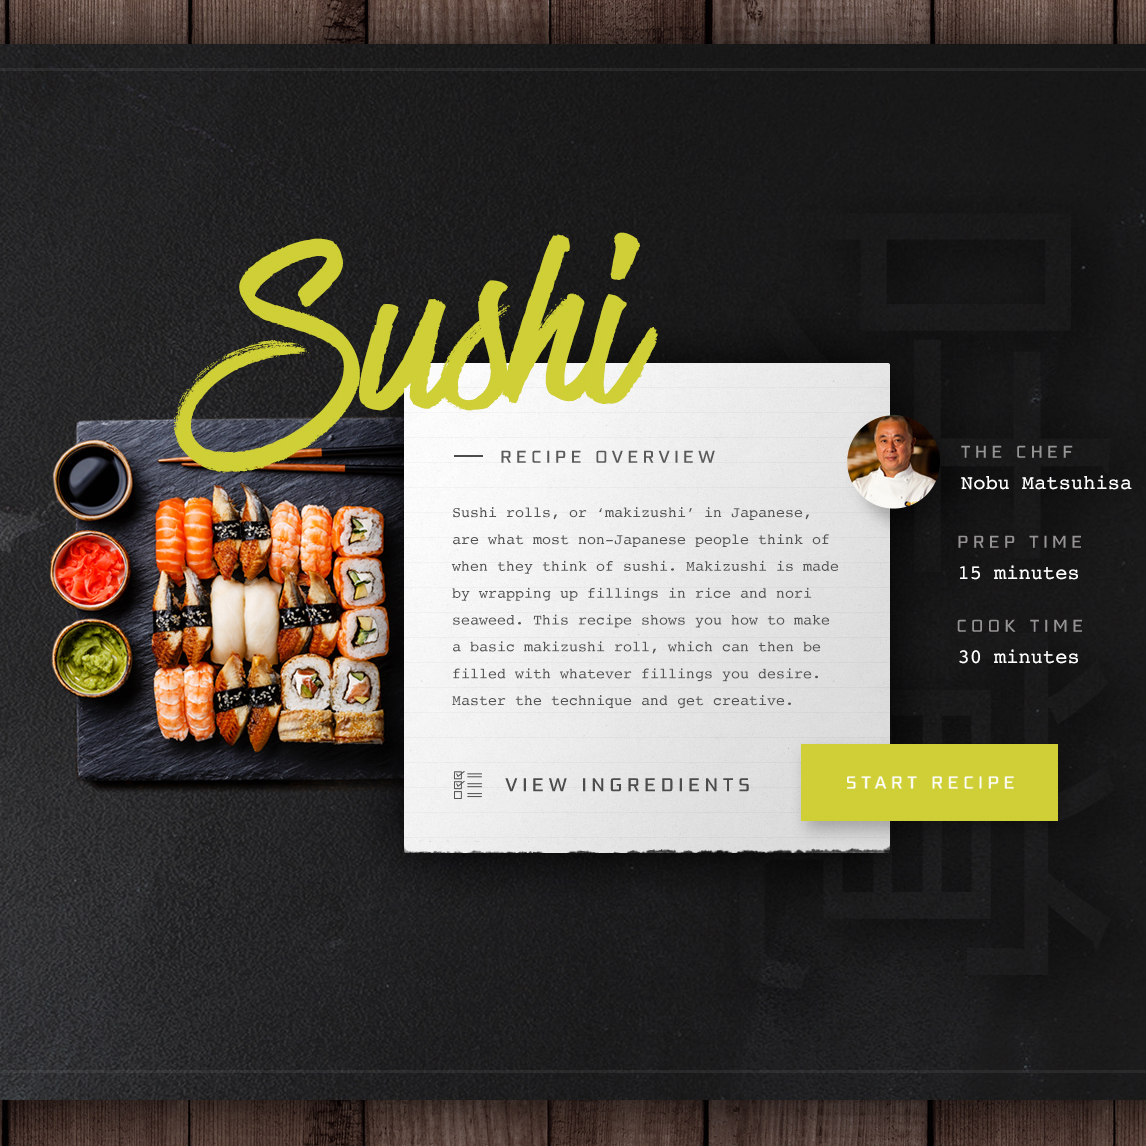 Sushi
RECIPE OVERVIEW
Sushi rolls, or ‘makizushi’ in Japanese,
are what most non-Japanese people think of
when they think of sushi. Makizushi is made
by wrapping up fillings in rice and nori
seaweed. This recipe shows you how to make
a basic makizushi roll, which can then be
filled with whatever fillings you desire.
Master the technique and get creative.
VIEW INGREDIENTS
THE CHEF
Nobu Matsuhisa
PREP TIME
15 minutes
COOK TIME
30 minutes
START RECIPE